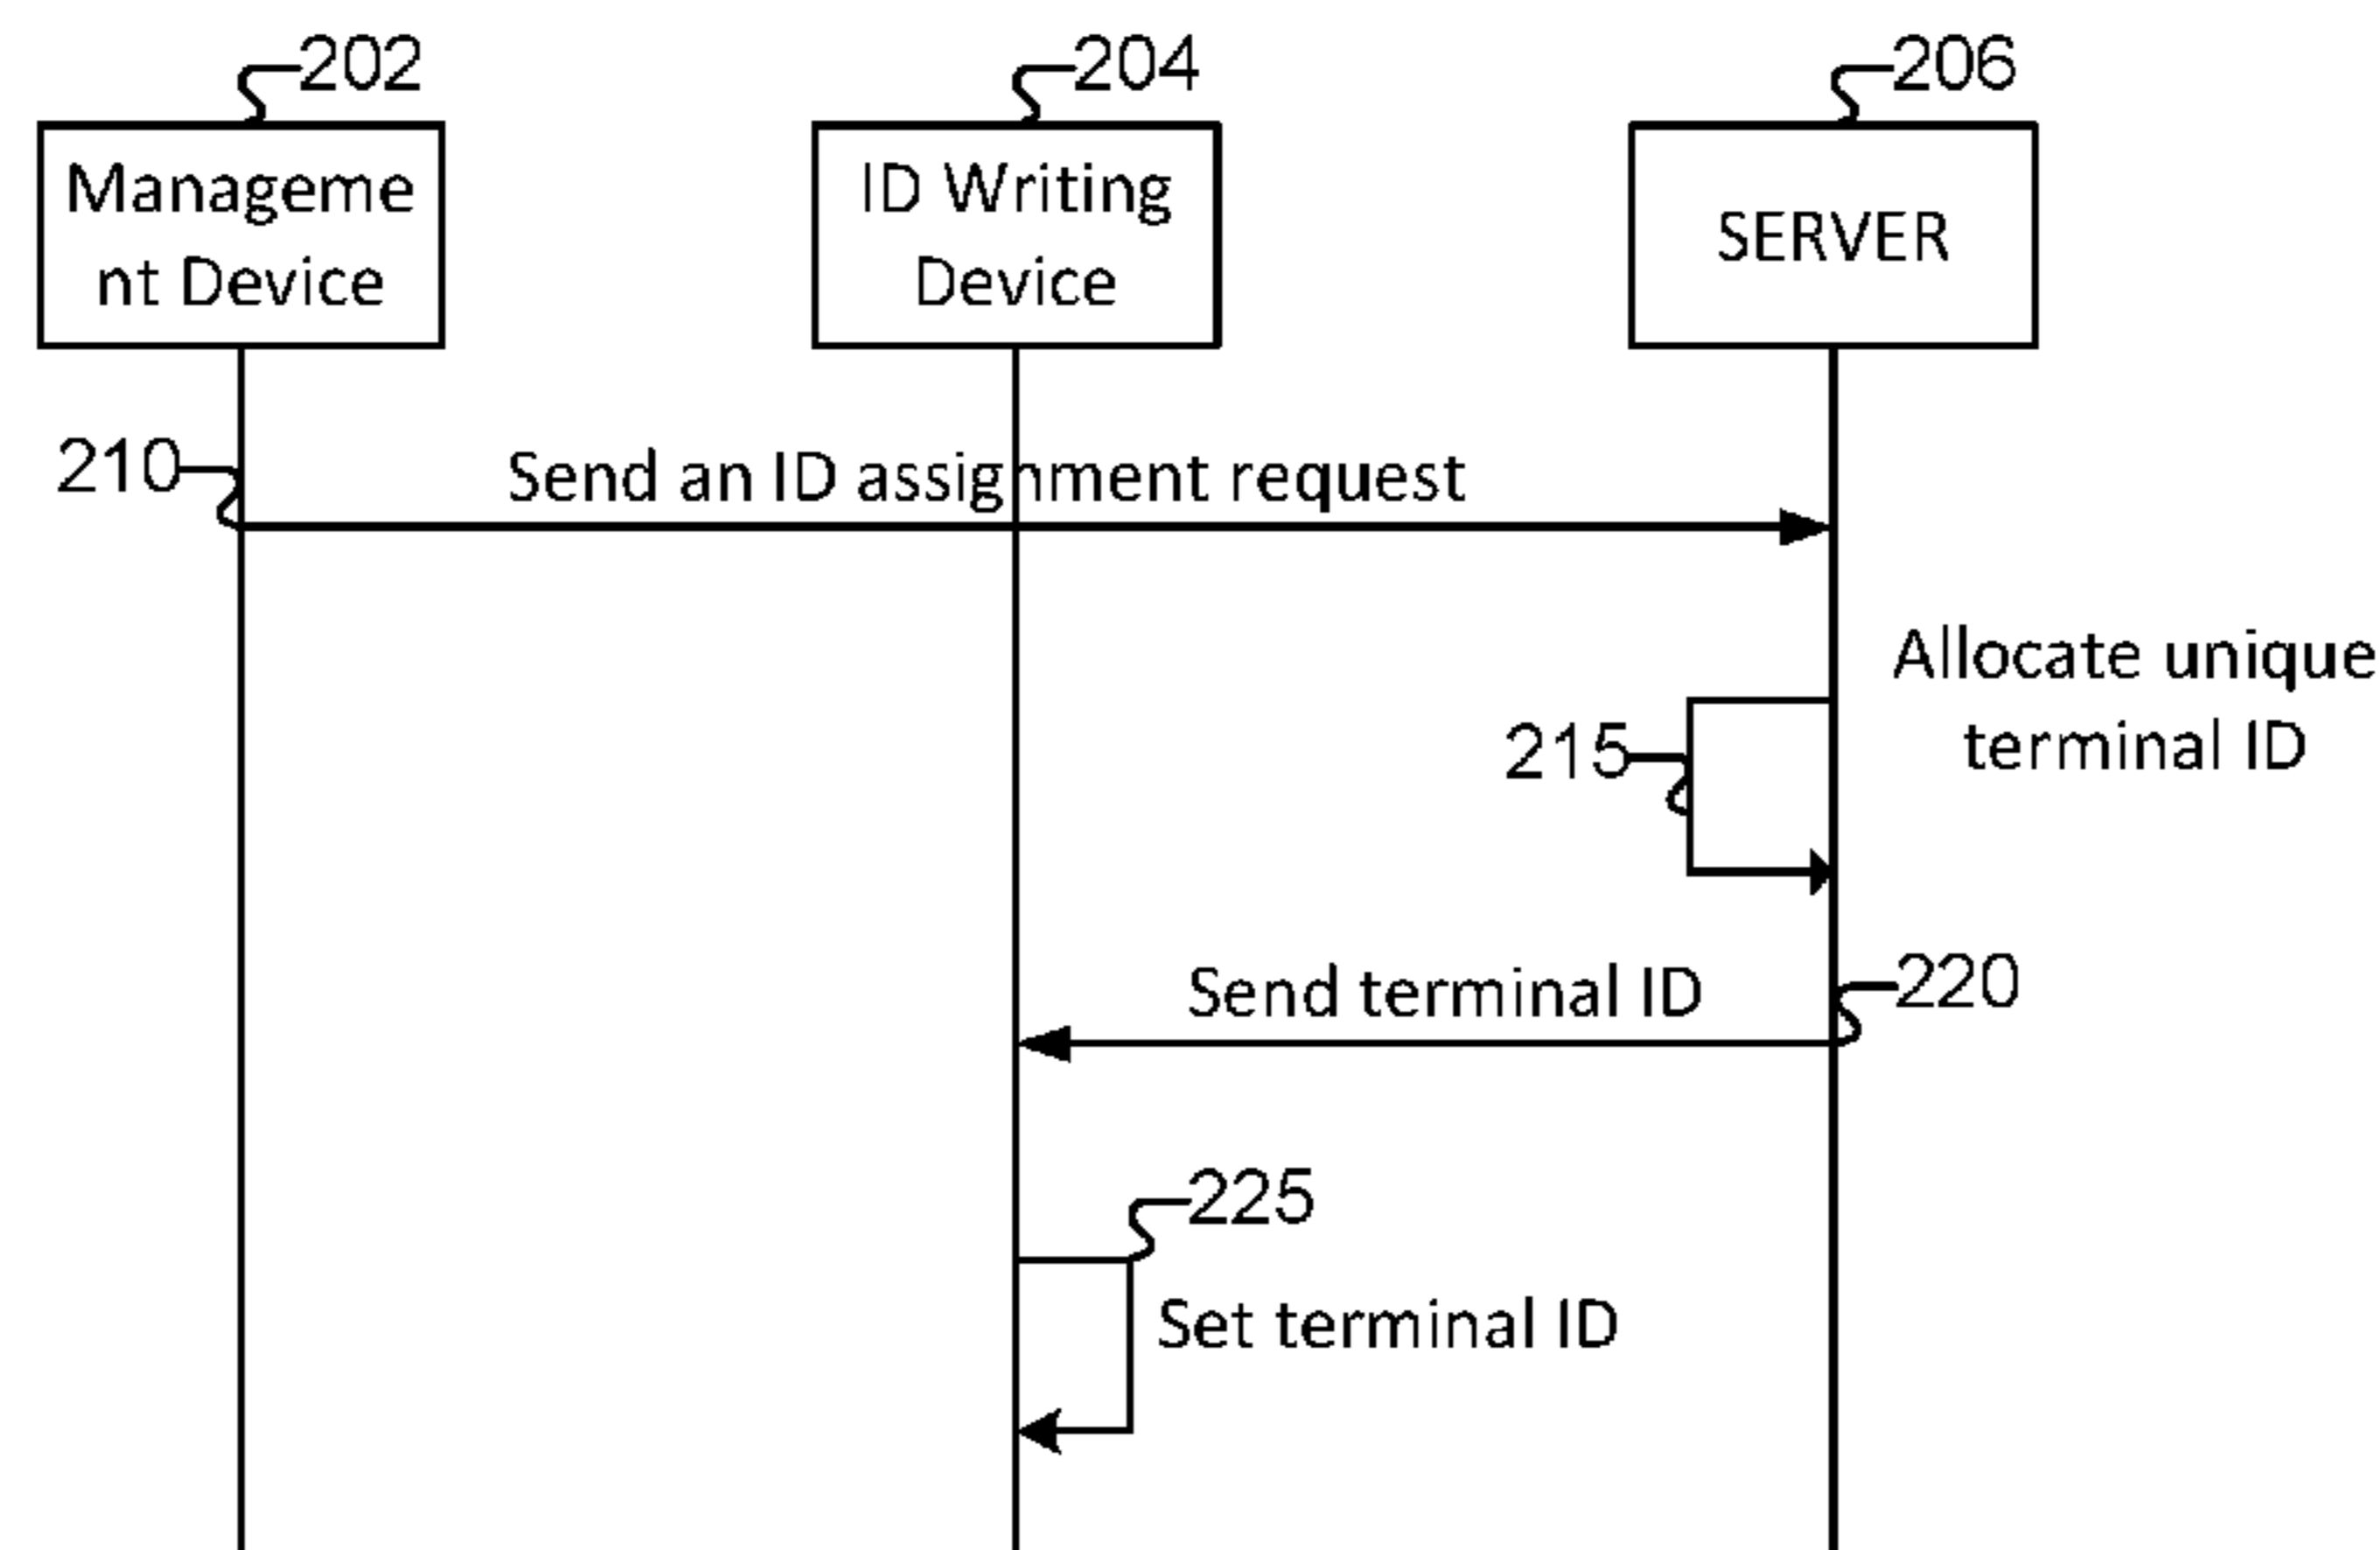 202
204
206
Manageme
nt Device
ID Writing
Device
SERVER
210
Send an ID assignment request
Allocate unique
terminal ID
215
Send terminal ID
220
225
Set terminal ID